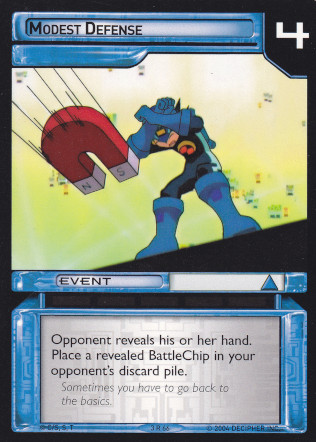 MODEST DEFENSE
4
N S
EVENT
Opponent reveals his or her hand.
Place a revealed BattleChip in your
opponent's discard pile.
Sometimes you have to go back to
the basics.
© 2004 DECIPHER INC.